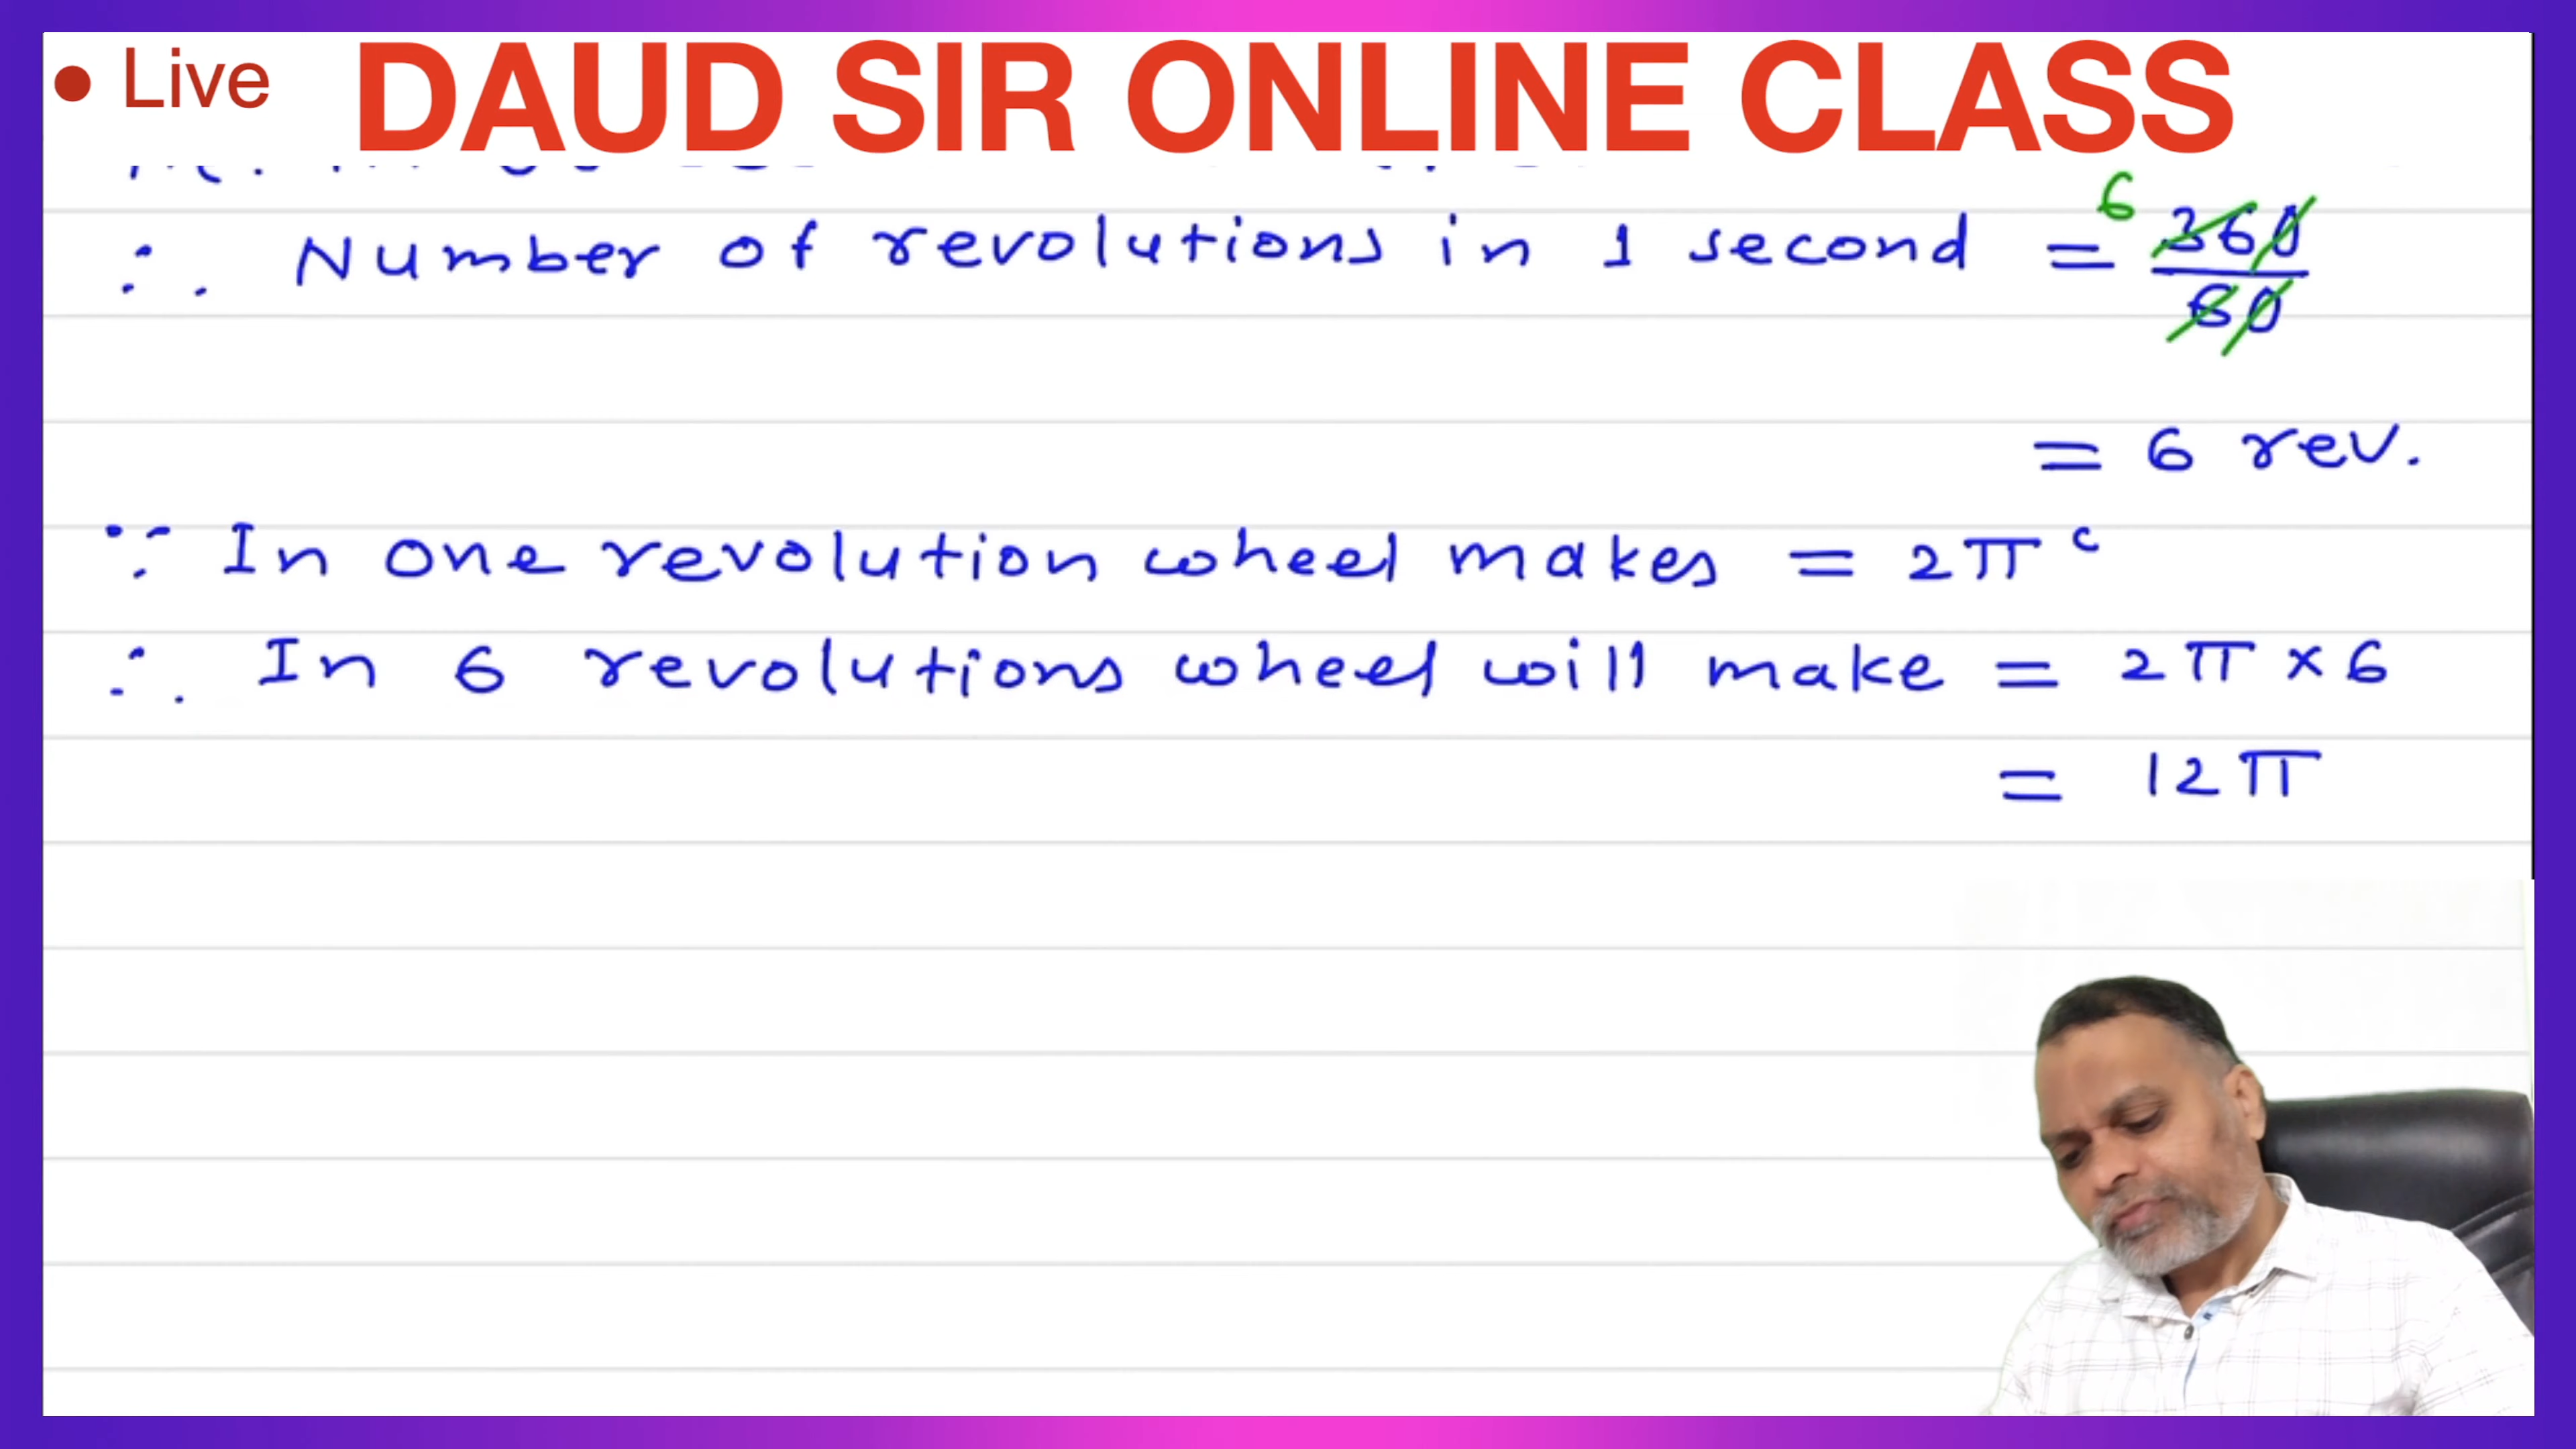 • Live DAUD SIR ONLINE CLASS
∴ Number of revolutions in 1 second = 6 360/60
= 6 rev.
∵ In one revolution wheel makes = 2π ᶜ
∴ In 6 revolutions wheel will make = 2π × 6
= 12π